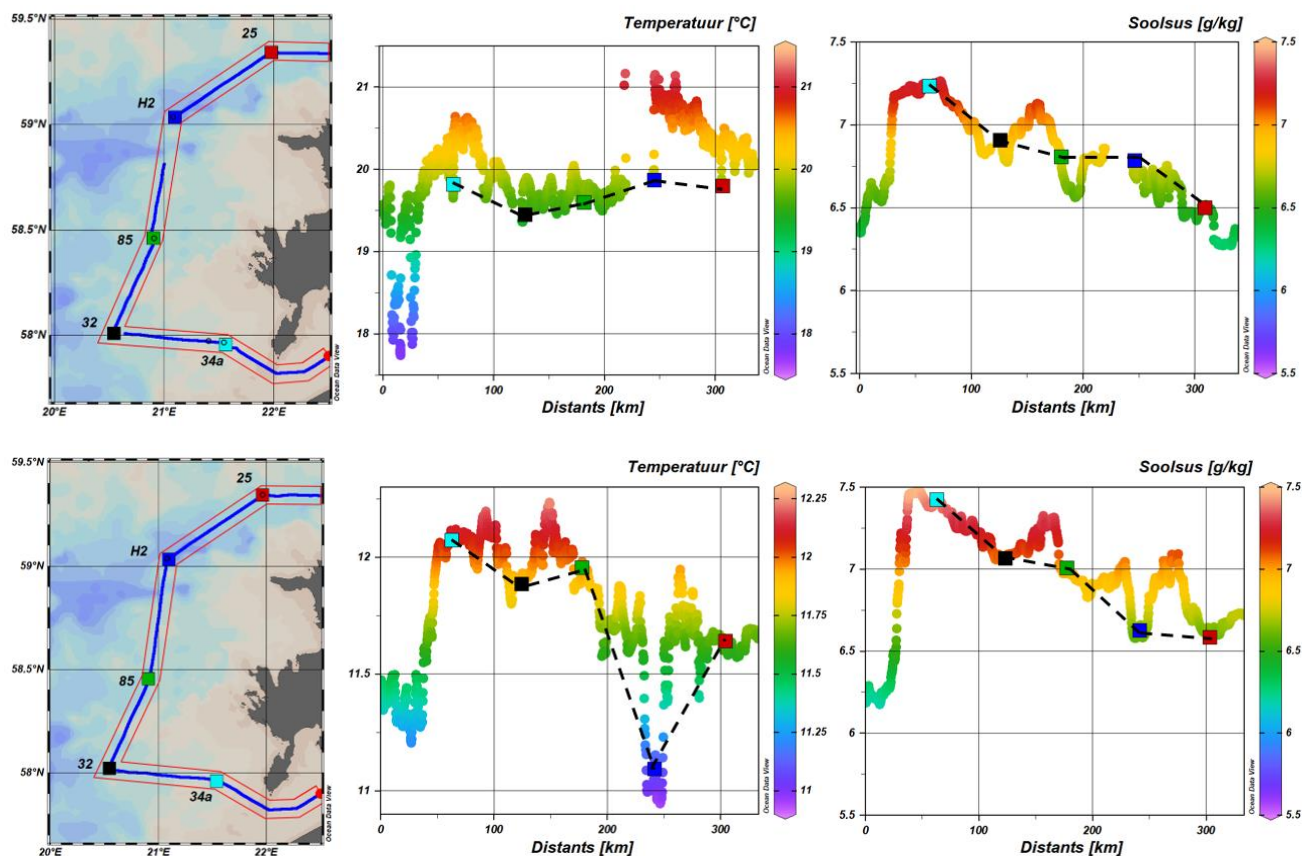 59.5°N
59°N
58.5°N
58°N
20°E
21°E
22°E
25
H2
85
32
34a
Ocean Data View
Temperatuur [°C]
21
20
19
18
21
20
19
18
0
100
200
300
Distants [km]
Ocean Data View
Soolsus [g/kg]
7.5
7
6.5
6
5.5
7.5
7
6.5
6
5.5
0
100
200
300
Distants [km]
Ocean Data View
59.5°N
59°N
58.5°N
58°N
20°E
21°E
22°E
25
H2
85
32
34a
Ocean Data View
Temperatuur [°C]
12
11.5
11
12.25
12
11.75
11.5
11.25
11
0
100
200
300
Distants [km]
Ocean Data View
Soolsus [g/kg]
7.5
7
6.5
6
5.5
7.5
7
6.5
6
5.5
0
100
200
300
Distants [km]
Ocean Data View